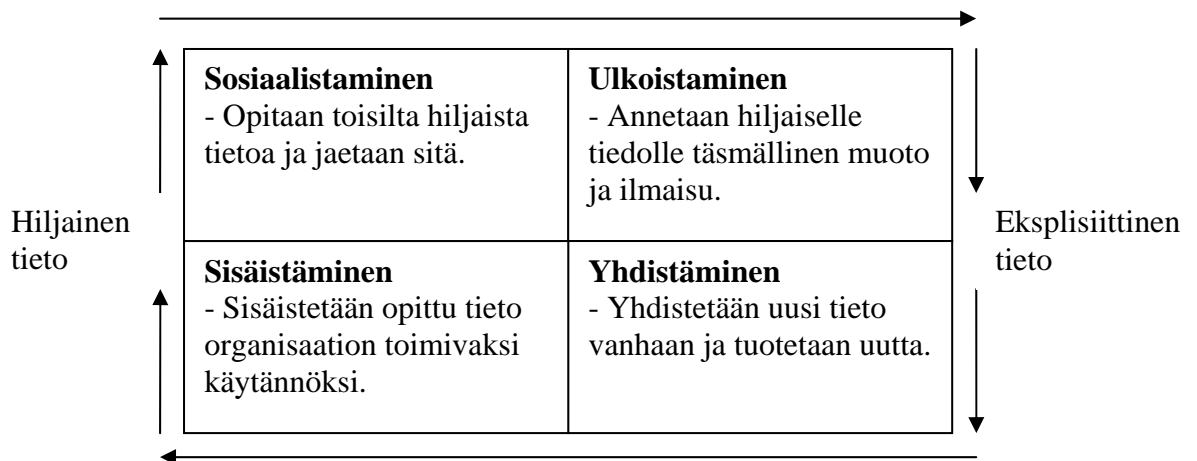 Sosiaalistaminen
- Opitaan toisilta hiljaista
tietoa ja jaetaan sitä.
Ulkoistaminen
- Annetaan hiljaiselle
tiedolle täsmällinen muoto
ja ilmaisu.
Hiljainen
tieto
Eksplisiittinen
tieto
Sisäistäminen
- Sisäistetään opittu tieto
organisaation toimivaksi
käytännöksi.
Yhdistäminen
- Yhdistetään uusi tieto
vanhaan ja tuotetaan uutta.